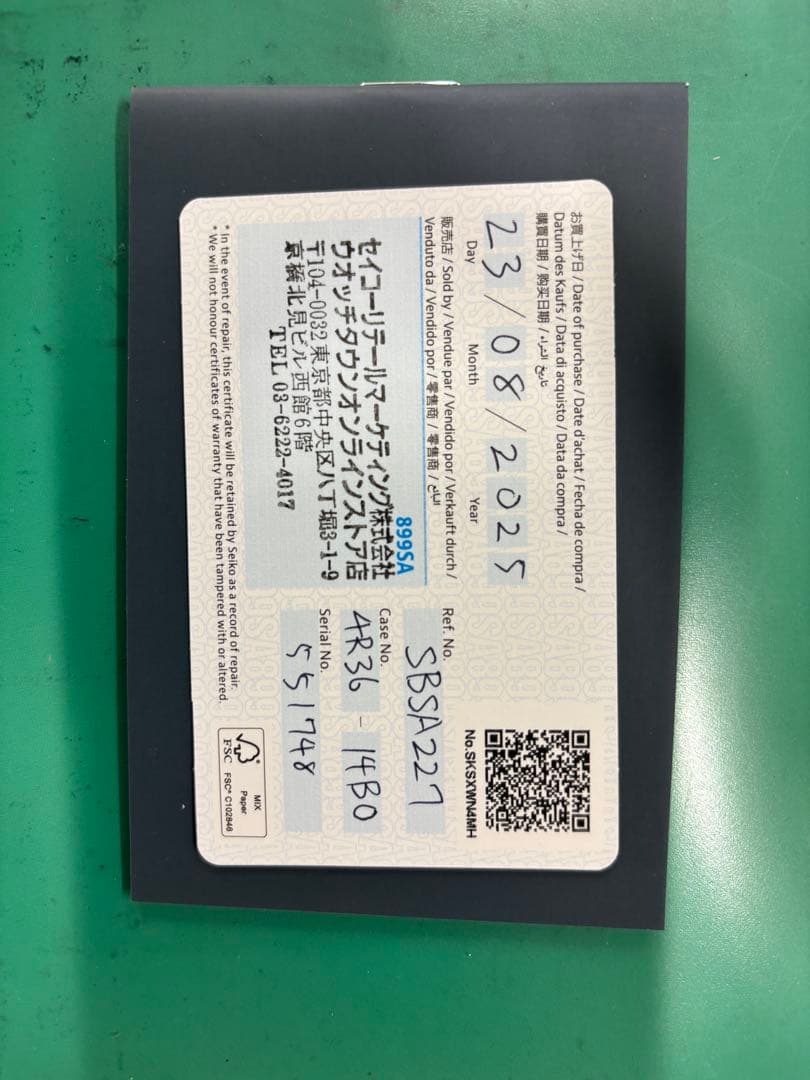 お買上げ日 / Date of purchase / Date d'achat / Fecha de compra /
Datum des Kaufs / Data di acquisto / Data da compra /
購買日期 / 购买日期 / تاريخ الشراء
23 / 08 / 2025
Day Month Year
販売店 / Sold by / Vendue par / Vendido por / Verkauft durch /
Venduto da / Vendido por / 零售商 / 零售商 / البائع
899SA
セイコーリテールマーケティング株式会社
ウオッチタウンオンラインストア店
〒104-0032 東京都中央区八丁堀3-1-9
京橋北見ビル西館6階
TEL 03-6222-4017
No.SKSXWN4MH
Ref. No.
SBSA227
Case No.
4R36 - 14B0
Serial No.
551748
* In the event of repair, this certificate will be retained by Seiko as a record of repair.
* We will not honour certificates of warranty that have been tampered with or altered.
FSC
MIX
Paper
FSC® C102846